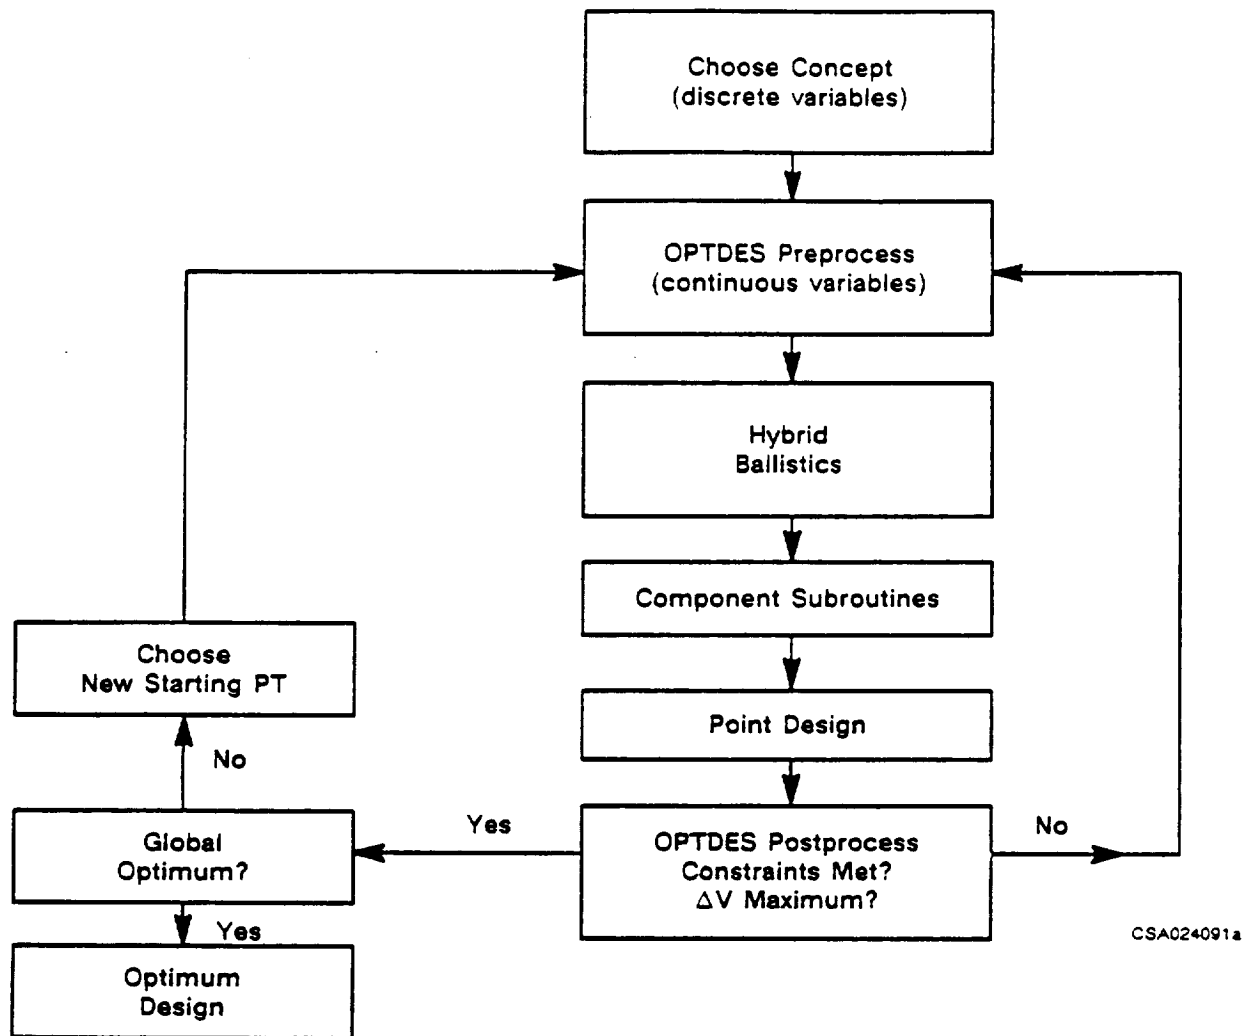 Choose Concept
(discrete variables)
OPTDES Preprocess
(continuous variables)
Hybrid
Ballistics
Component Subroutines
Choose
New Starting PT
Point Design
No
Global
Optimum?
Yes
OPTDES Postprocess
Constraints Met?
ΔV Maximum?
No
Yes
Optimum
Design
CSA024091a